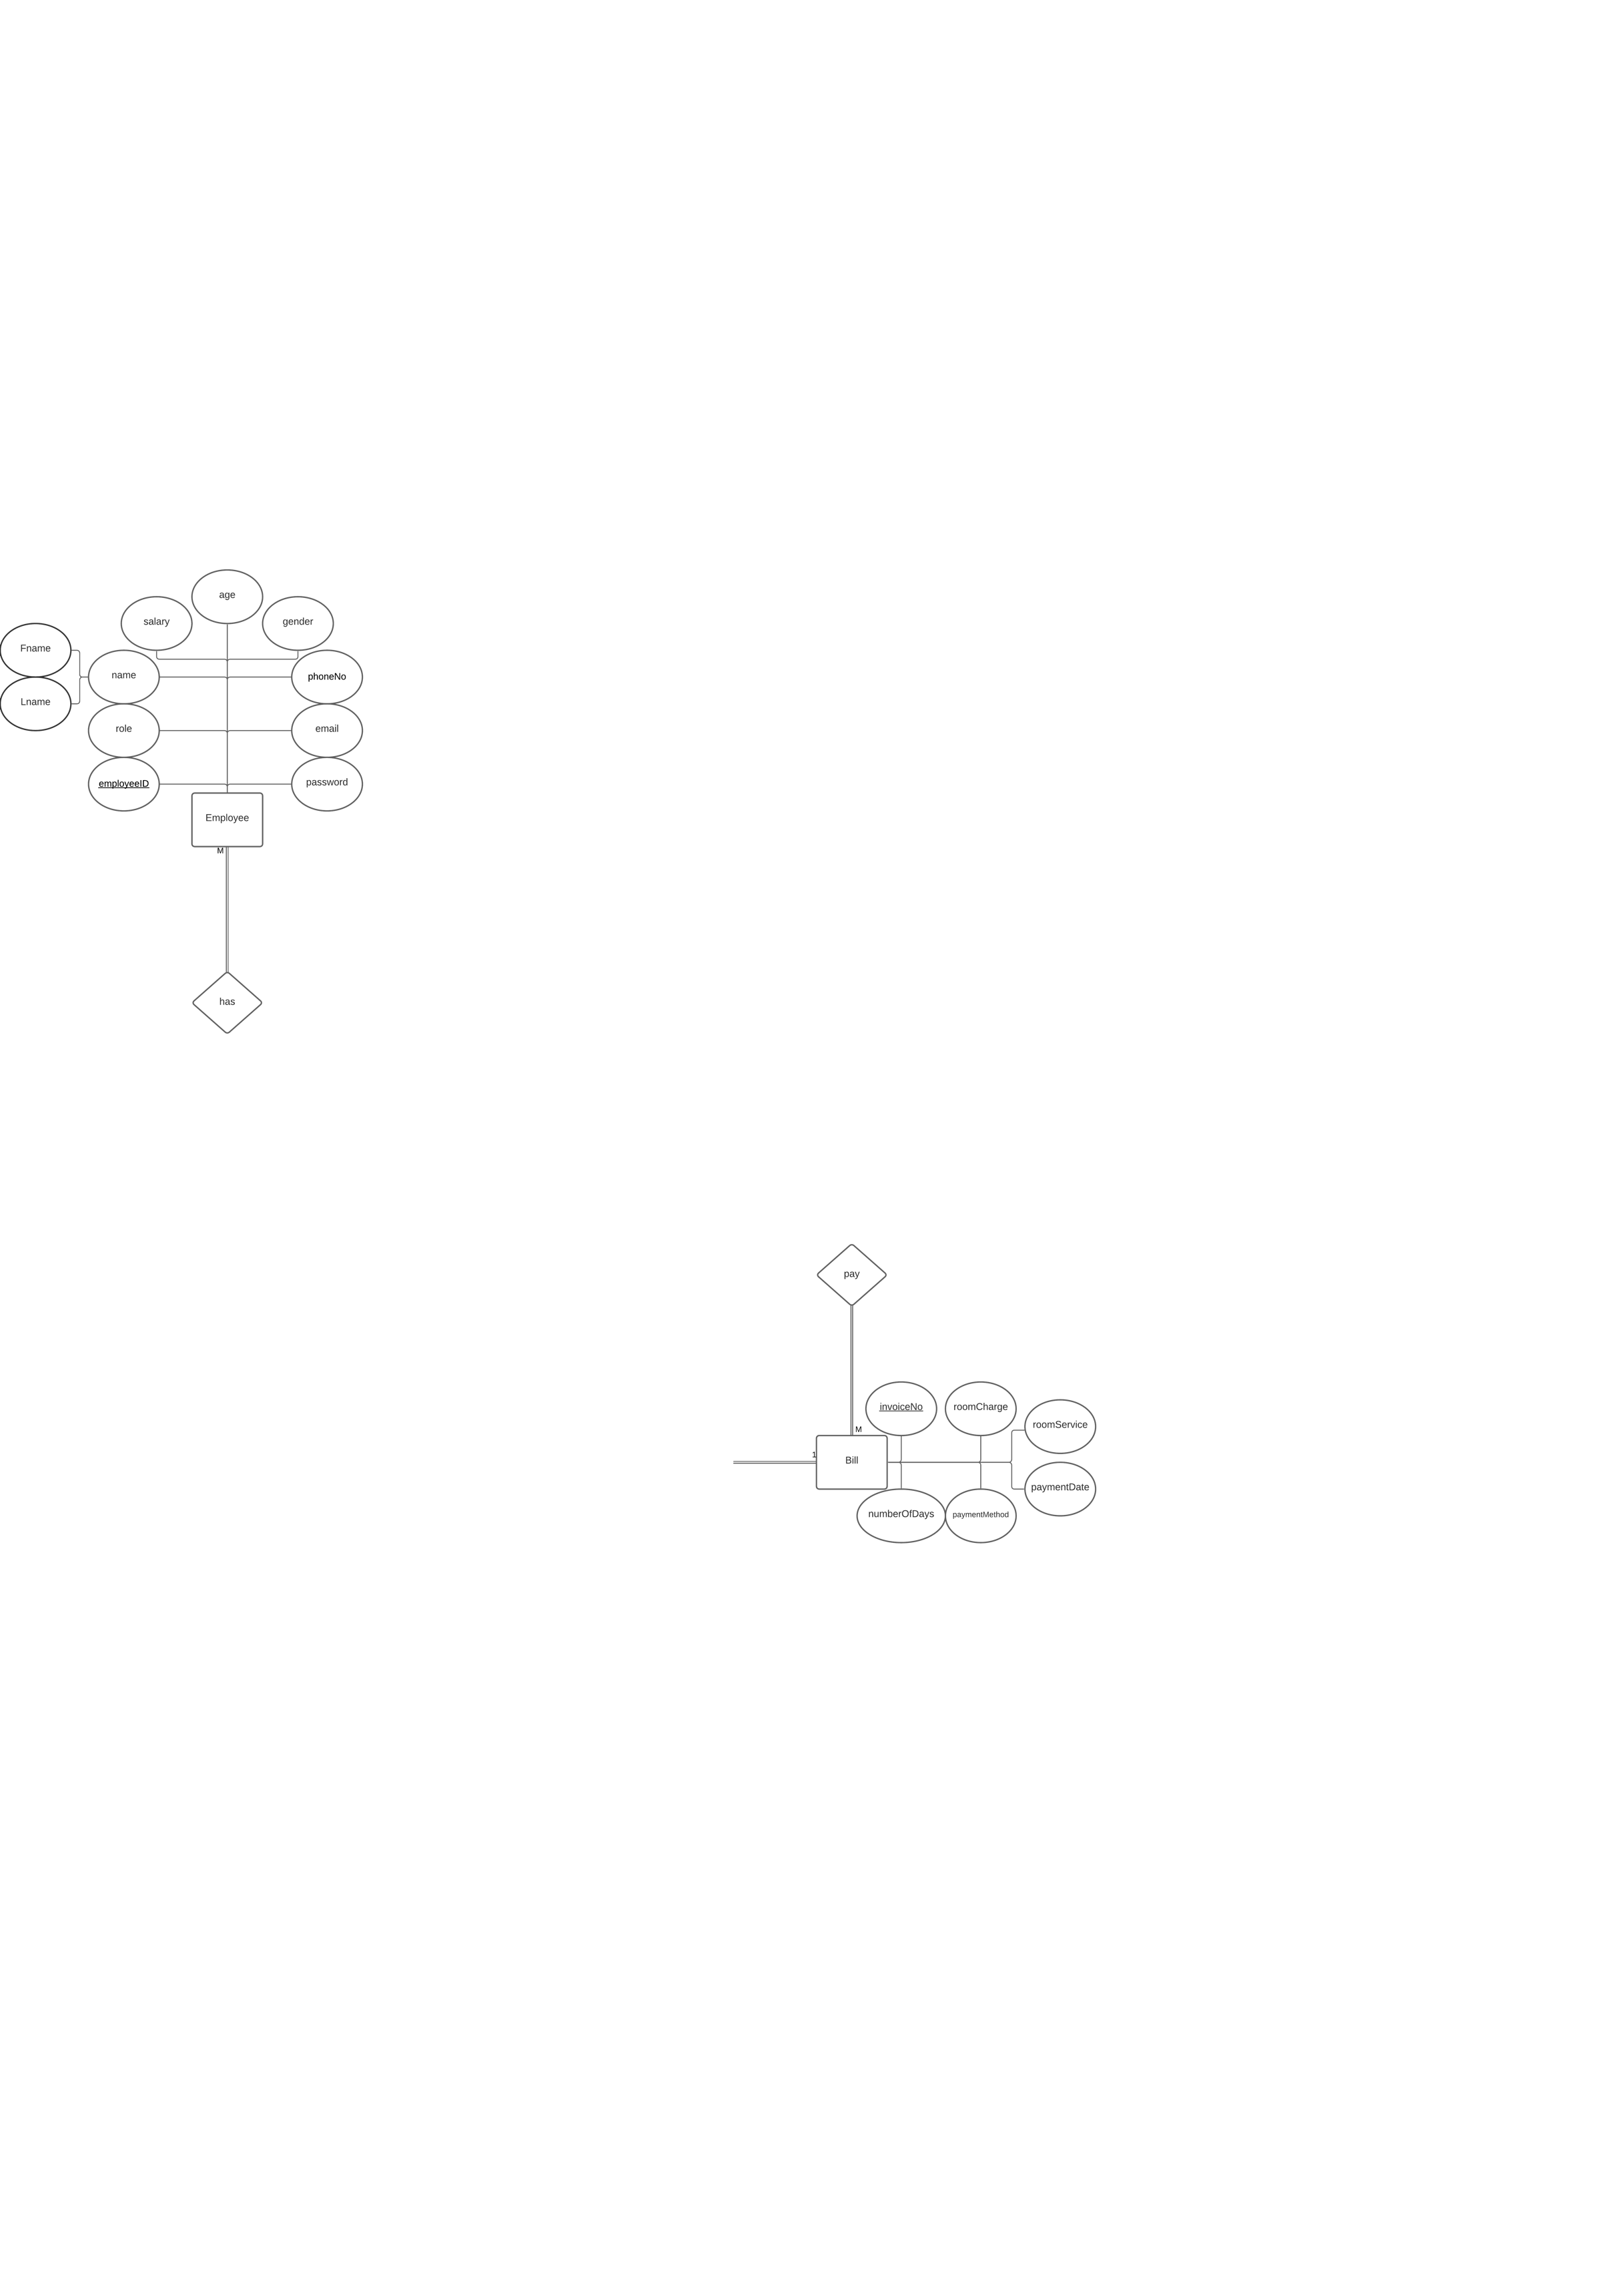 age
salary
gender
Fname
name
phoneNo
Lname
role
email
employeeID
password
Employee
M
has
pay
invoiceNo
roomCharge
roomService
M
1
Bill
paymentDate
numberOfDays
paymentMethod